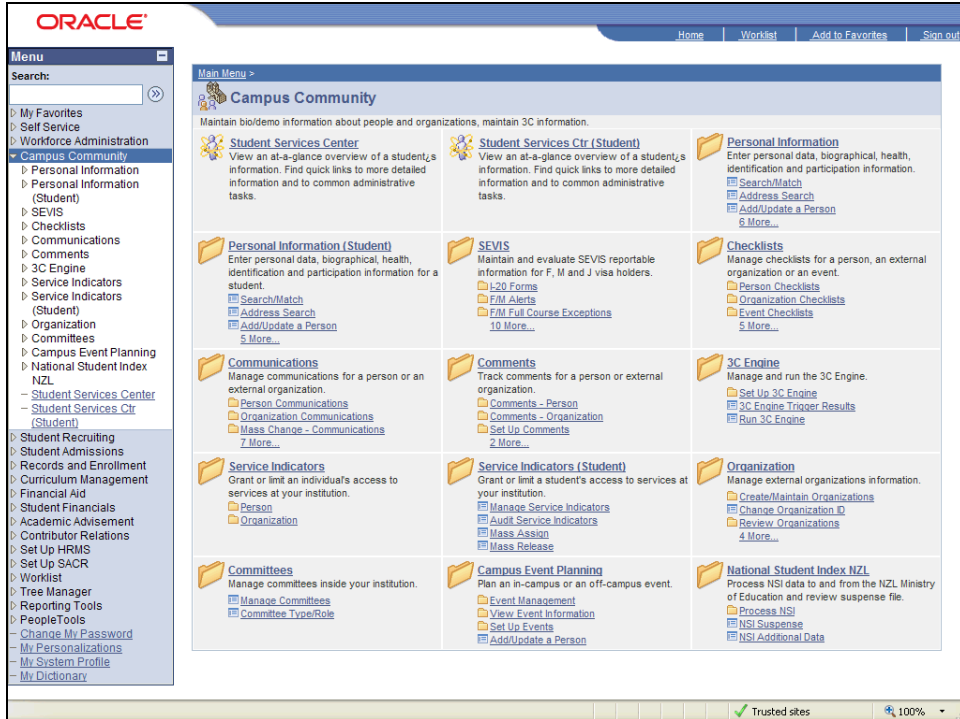 ORACLE
Home
Worklist
Add to Favorites
Sign out
Menu
Search:
My Favorites
Self Service
Workforce Administration
Campus Community
Personal Information
Personal Information
(Student)
SEVIS
Checklists
Communications
Comments
3C Engine
Service Indicators
Service Indicators
(Student)
Organization
Committees
Campus Event Planning
National Student Index
NZL
Student Services Center
Student Services Ctr
(Student)
Student Recruiting
Student Admissions
Records and Enrollment
Curriculum Management
Financial Aid
Student Financials
Academic Advisement
Contributor Relations
Set Up HRMS
Set Up SACR
Worklist
Tree Manager
Reporting Tools
PeopleTools
Change My Password
My Personalizations
My System Profile
My Dictionary
Main Menu >
Campus Community
Maintain bio/demo information about people and organizations, maintain 3C information.
Student Services Center
View an at-a-glance overview of a student¿s
information. Find quick links to more detailed
information and to common administrative
tasks.
Student Services Ctr (Student)
View an at-a-glance overview of a student¿s
information. Find quick links to more detailed
information and to common administrative
tasks.
Personal Information
Enter personal data, biographical, health,
identification and participation information.
Search/Match
Address Search
Add/Update a Person
6 More...
Personal Information (Student)
Enter personal data, biographical, health,
identification and participation information for a
student.
Search/Match
Address Search
Add/Update a Person
5 More...
SEVIS
Maintain and evaluate SEVIS reportable
information for F, M and J visa holders.
I-20 Forms
F/M Alerts
F/M Full Course Exceptions
10 More...
Checklists
Manage checklists for a person, an external
organization or an event.
Person Checklists
Organization Checklists
Event Checklists
5 More...
Communications
Manage communications for a person or an
external organization.
Person Communications
Organization Communications
Mass Change - Communications
7 More...
Comments
Track comments for a person or external
organization.
Comments - Person
Comments - Organization
Set Up Comments
2 More...
3C Engine
Manage and run the 3C Engine.
Set Up 3C Engine
3C Engine Trigger Results
Run 3C Engine
Service Indicators
Grant or limit an individual's access to
services at your institution.
Person
Organization
Service Indicators (Student)
Grant or limit a student's access to services at
your institution.
Manage Service Indicators
Audit Service Indicators
Mass Assign
Mass Release
Organization
Manage external organizations information.
Create/Maintain Organizations
Change Organization ID
Review Organizations
4 More...
Committees
Manage committees inside your institution.
Manage Committees
Committee Type/Role
Campus Event Planning
Plan an in-campus or an off-campus event.
Event Management
View Event Information
Set Up Events
Add/Update a Person
National Student Index NZL
Process NSI data to and from the NZL Ministry
of Education and review suspense file.
Process NSI
NSI Suspense
NSI Additional Data
Trusted sites
100%